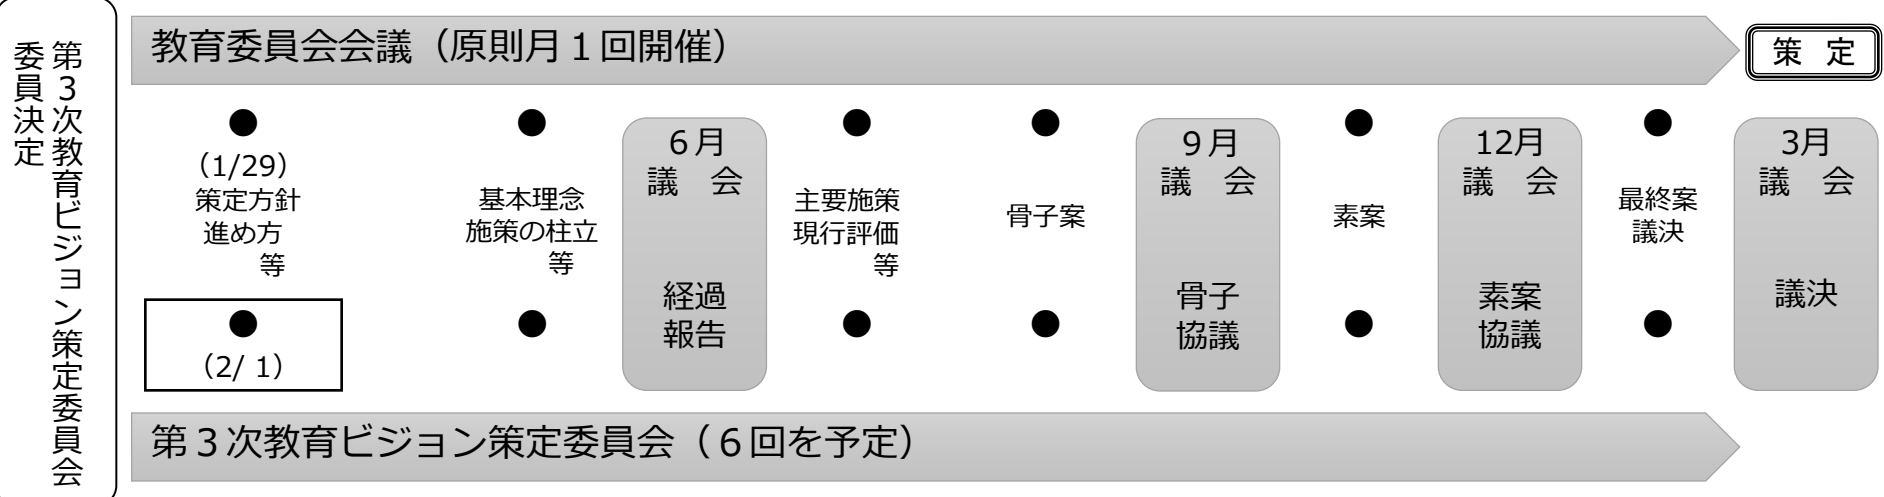 第３次教育ビジョン策定委員会
委員決定
教育委員会会議（原則月１回開催）
策　定
●
（1/29）
策定方針
進め方
等
●
（2/ 1）
●
基本理念
施策の柱立
等
●
６月
議　会
経過
報告
●
主要施策
現行評価
等
●
●
骨子案
●
９月
議　会
骨子
協議
●
素案
●
12月
議　会
素案
協議
●
最終案
議決
●
3月
議　会
議決
第３次教育ビジョン策定委員会（６回を予定）